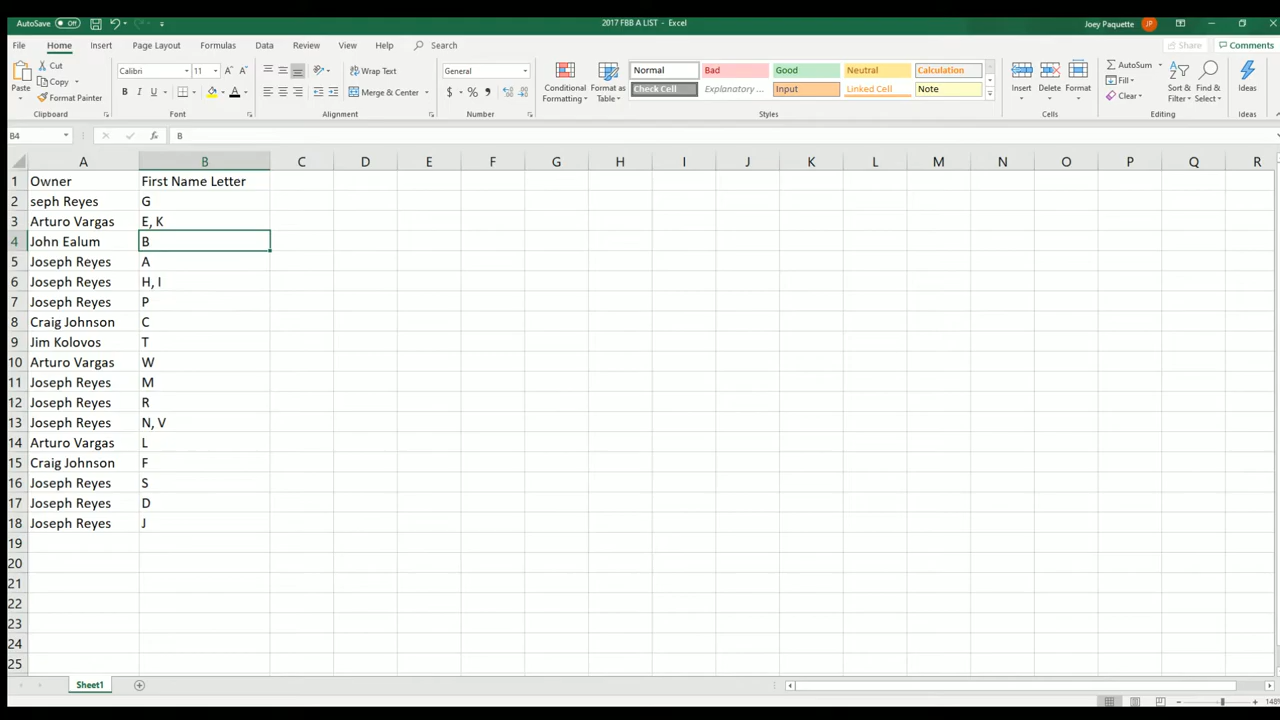 AutoSave Off 2017 FBB A LIST - Excel Joey Paquette JP
File Home Insert Page Layout Formulas Data Review View Help Search Share Comments
Cut Calibri 11 Wrap Text General Normal Bad Good Neutral Calculation AutoSum
Copy Fill
Paste Format Painter B I U A Merge & Center $ % 9 Conditional Formatting Format as Table Check Cell Explanatory ... Input Linked Cell Note Insert Delete Format Clear Sort & Filter Find & Select Ideas
Clipboard Font Alignment Number Styles Cells Editing Ideas
B4 fx B
A B C D E F G H I J K L M N O P Q R
1 Owner First Name Letter
2 seph Reyes G
3 Arturo Vargas E, K
4 John Ealum B
5 Joseph Reyes A
6 Joseph Reyes H, I
7 Joseph Reyes P
8 Craig Johnson C
9 Jim Kolovos T
10 Arturo Vargas W
11 Joseph Reyes M
12 Joseph Reyes R
13 Joseph Reyes N, V
14 Arturo Vargas L
15 Craig Johnson F
16 Joseph Reyes S
17 Joseph Reyes D
18 Joseph Reyes J
19
20
21
22
23
24
25
Sheet1
148%